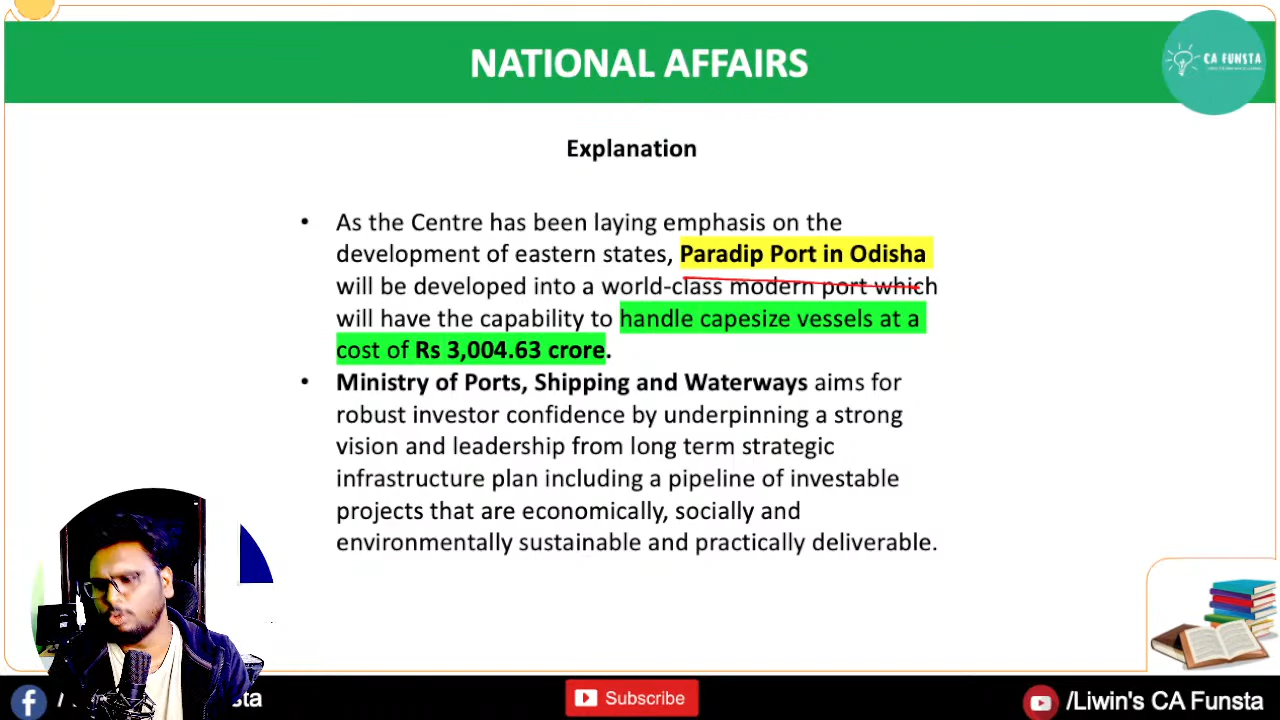 NATIONAL AFFAIRS
CA FUNSTA
Explanation
• As the Centre has been laying emphasis on the
development of eastern states, Paradip Port in Odisha
will be developed into a world-class modern port which
will have the capability to handle capesize vessels at a
cost of Rs 3,004.63 crore.
• Ministry of Ports, Shipping and Waterways aims for
robust investor confidence by underpinning a strong
vision and leadership from long term strategic
infrastructure plan including a pipeline of investable
projects that are economically, socially and
environmentally sustainable and practically deliverable.
Subscribe
/Liwin's CA Funsta